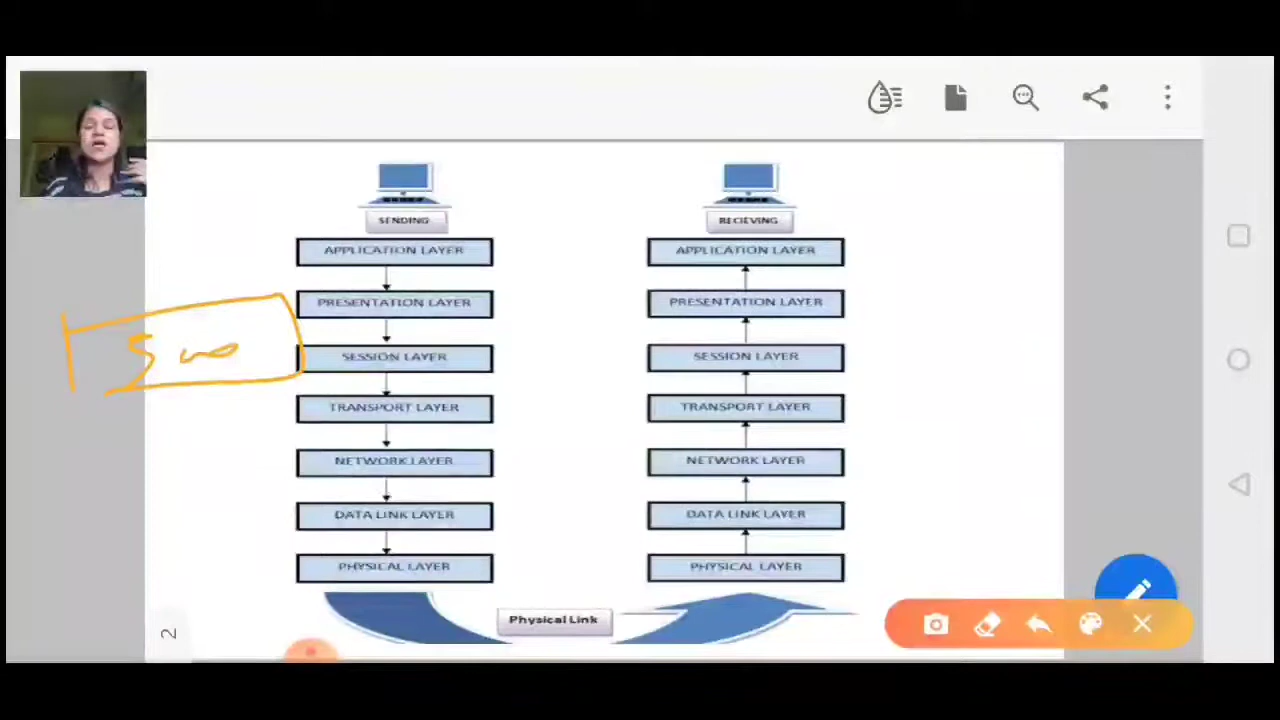 SENDING
APPLICATION LAYER
PRESENTATION LAYER
SESSION LAYER
TRANSPORT LAYER
NETWORK LAYER
DATA LINK LAYER
PHYSICAL LAYER
RECIEVING
APPLICATION LAYER
PRESENTATION LAYER
SESSION LAYER
TRANSPORT LAYER
NETWORK LAYER
DATA LINK LAYER
PHYSICAL LAYER
Physical Link
2